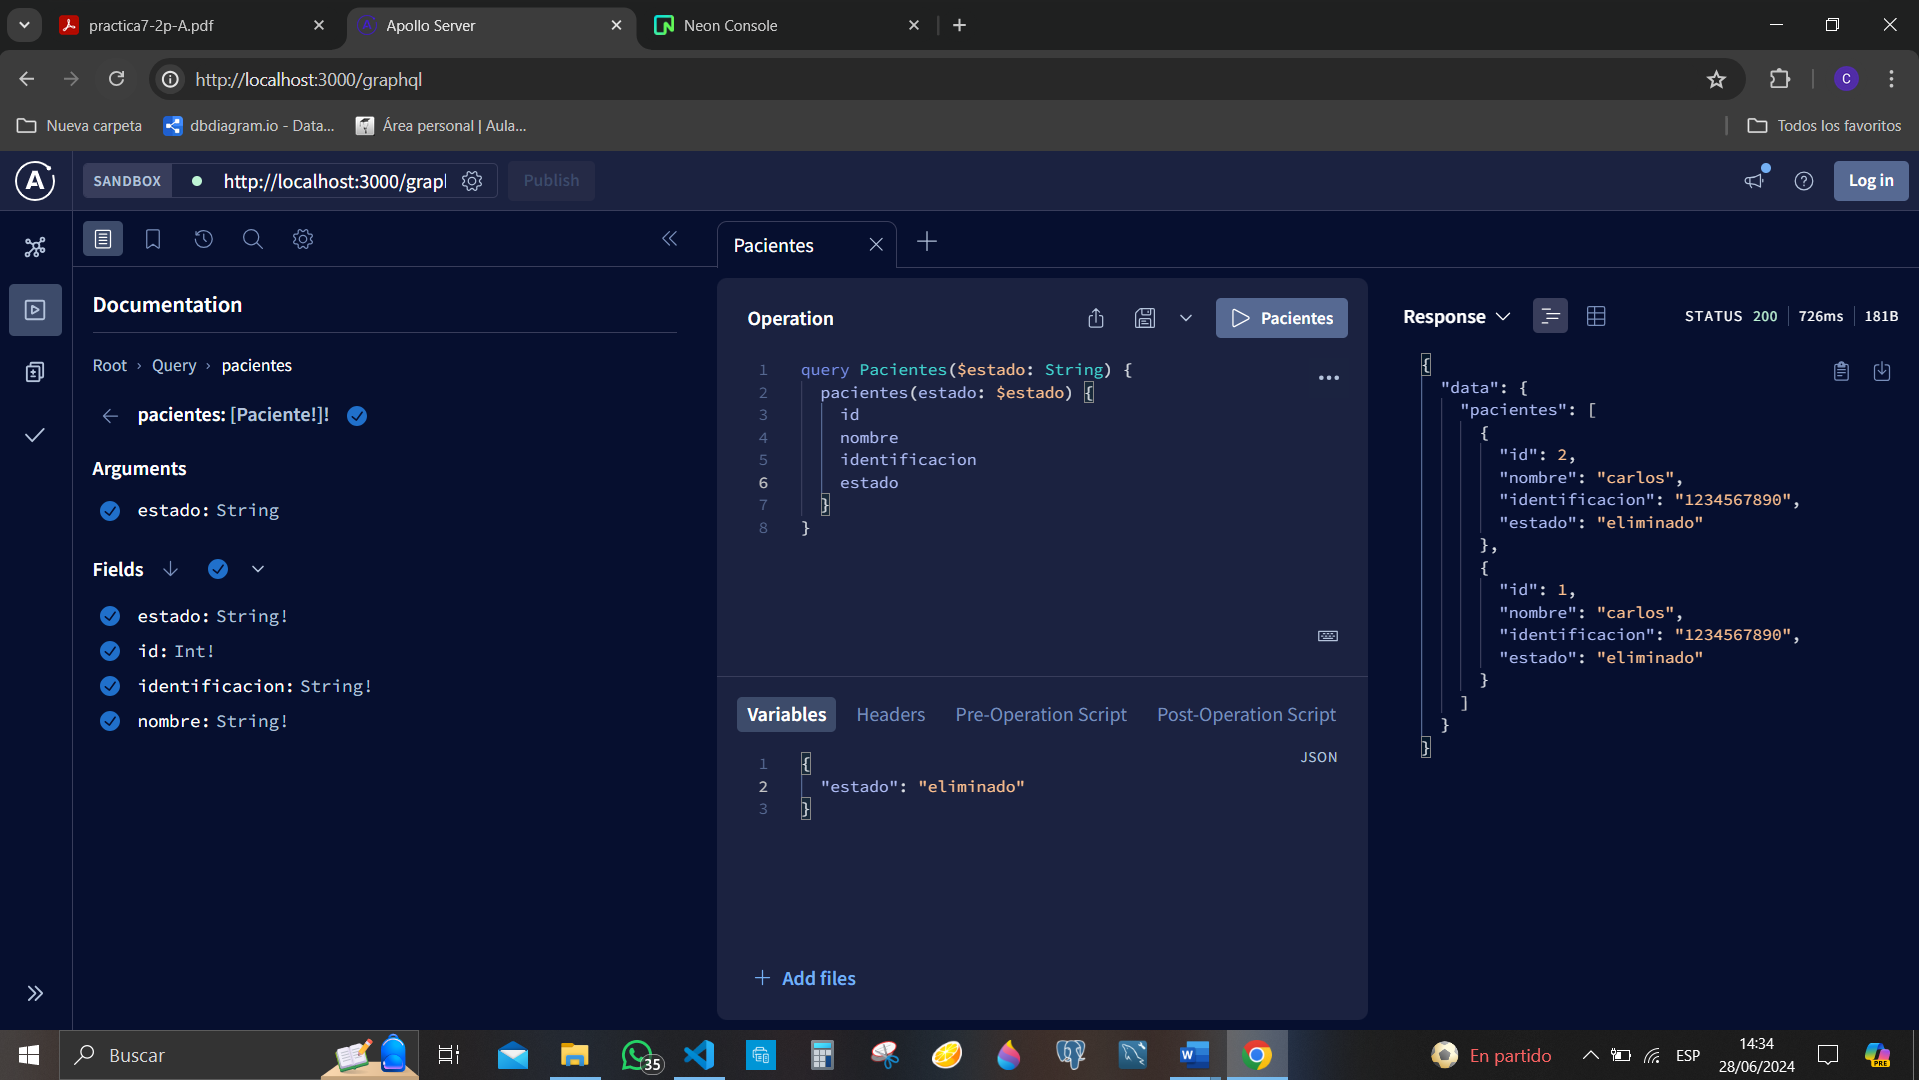 practica7-2p-A.pdf
Apollo Server
Neon Console
http://localhost:3000/graphql
C
Nueva carpeta
dbdiagram.io - Data...
Área personal | Aula...
Todos los favoritos
SANDBOX
http://localhost:3000/grapl
Publish
Log in
Documentation
Root › Query › pacientes
pacientes: [Paciente!]!
Arguments
estado: String
Fields
estado: String!
id: Int!
identificacion: String!
nombre: String!
Pacientes
Operation
Pacientes
1 query Pacientes($estado: String) {
2 pacientes(estado: $estado) {
3 id
4 nombre
5 identificacion
6 estado
7 }
8 }
Variables
Headers
Pre-Operation Script
Post-Operation Script
JSON
1 {
2 "estado": "eliminado"
3 }
Add files
Response
STATUS 200
726ms
181B
{
"data": {
"pacientes": [
{
"id": 2,
"nombre": "carlos",
"identificacion": "1234567890",
"estado": "eliminado"
},
{
"id": 1,
"nombre": "carlos",
"identificacion": "1234567890",
"estado": "eliminado"
}
]
}
}
Buscar
35
En partido
ESP
14:34
28/06/2024
PRE